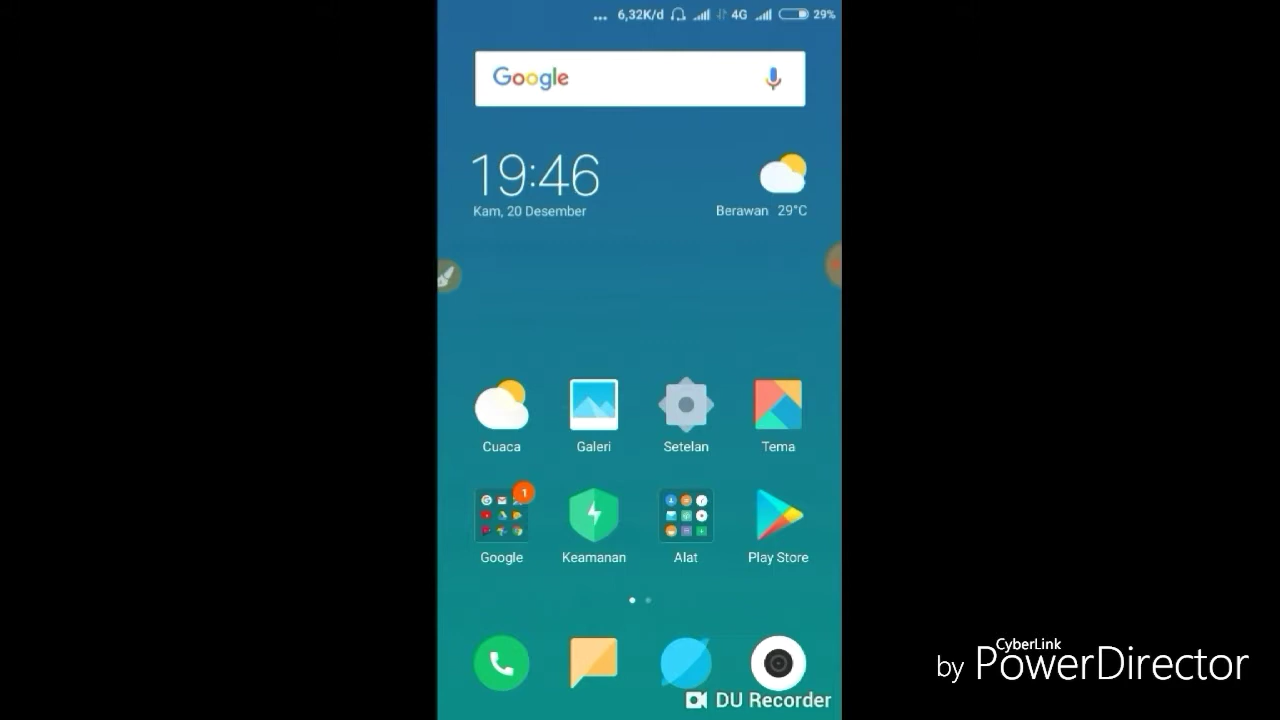 ... 6,32K/d 4G 29%
Google
19:46
Kam, 20 Desember
Berawan 29°C
Cuaca Galeri Setelan Tema
1
Google Keamanan Alat Play Store
DU Recorder
CyberLink
by PowerDirector